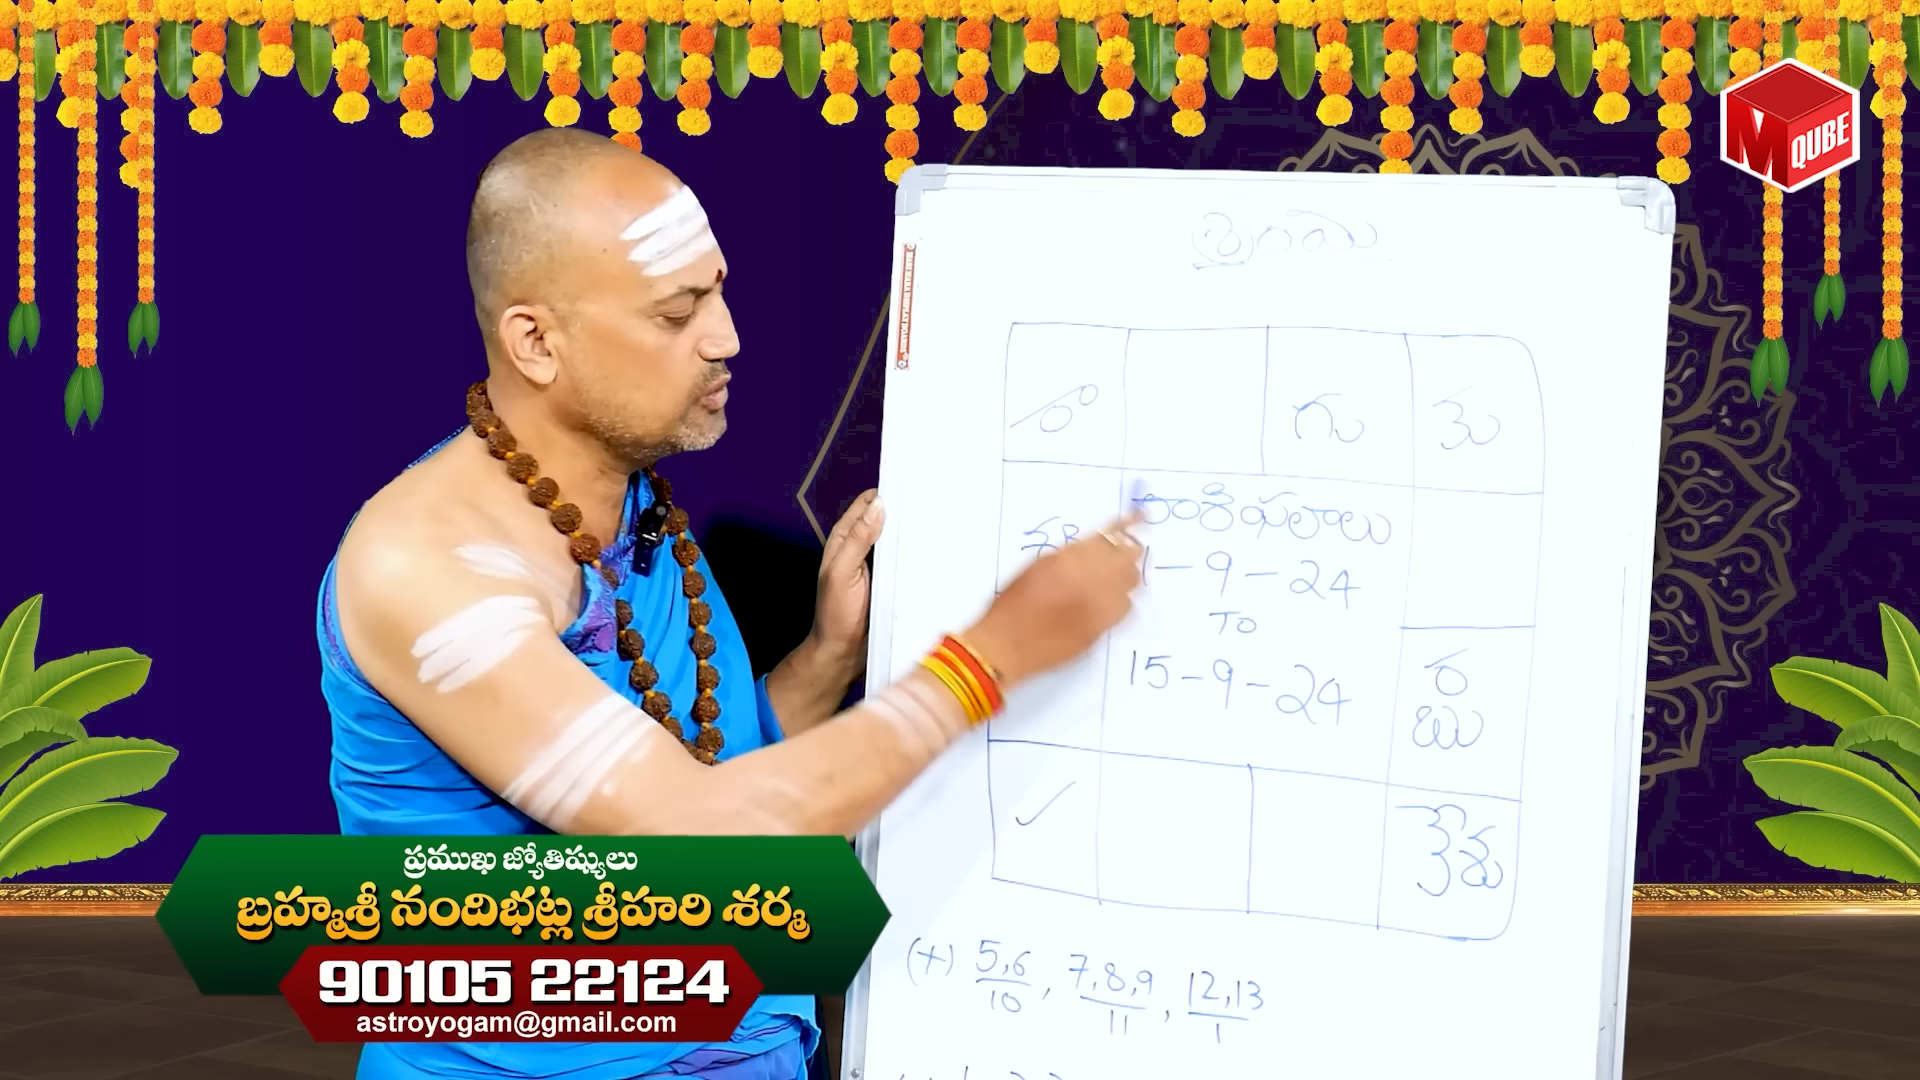 M QUBE
శ్రీరామ
రా
గు
కు
శని
రాశిఫలాలు
1-9-24
TO
15-9-24
ర
బు
కే శు
(+) 5,6/10, 7,8,9/11, 12,13/1
ప్రముఖ జ్యోతిష్యులు
బ్రహ్మశ్రీ నందిభట్ల శ్రీహరి శర్మ
90105 22124
astroyogam@gmail.com